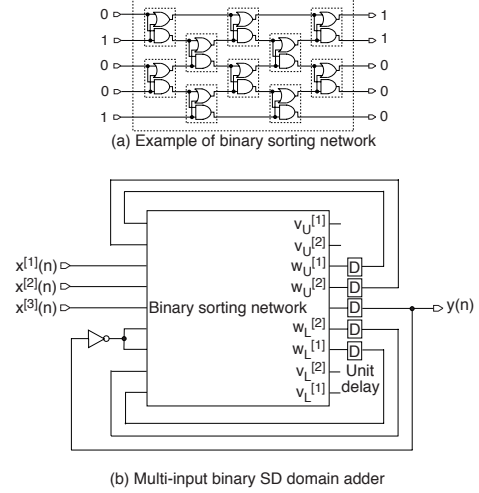 0 1
1 1
0 0
0 0
1 0
(a) Example of binary sorting network
v_U^[1]
v_U^[2]
x^[1](n) w_U^[1] D
x^[2](n) w_U^[2] D
x^[3](n) Binary sorting network D y(n)
w_L^[2] D
w_L^[1] D
v_L^[2] Unit
v_L^[1] delay
(b) Multi-input binary SD domain adder